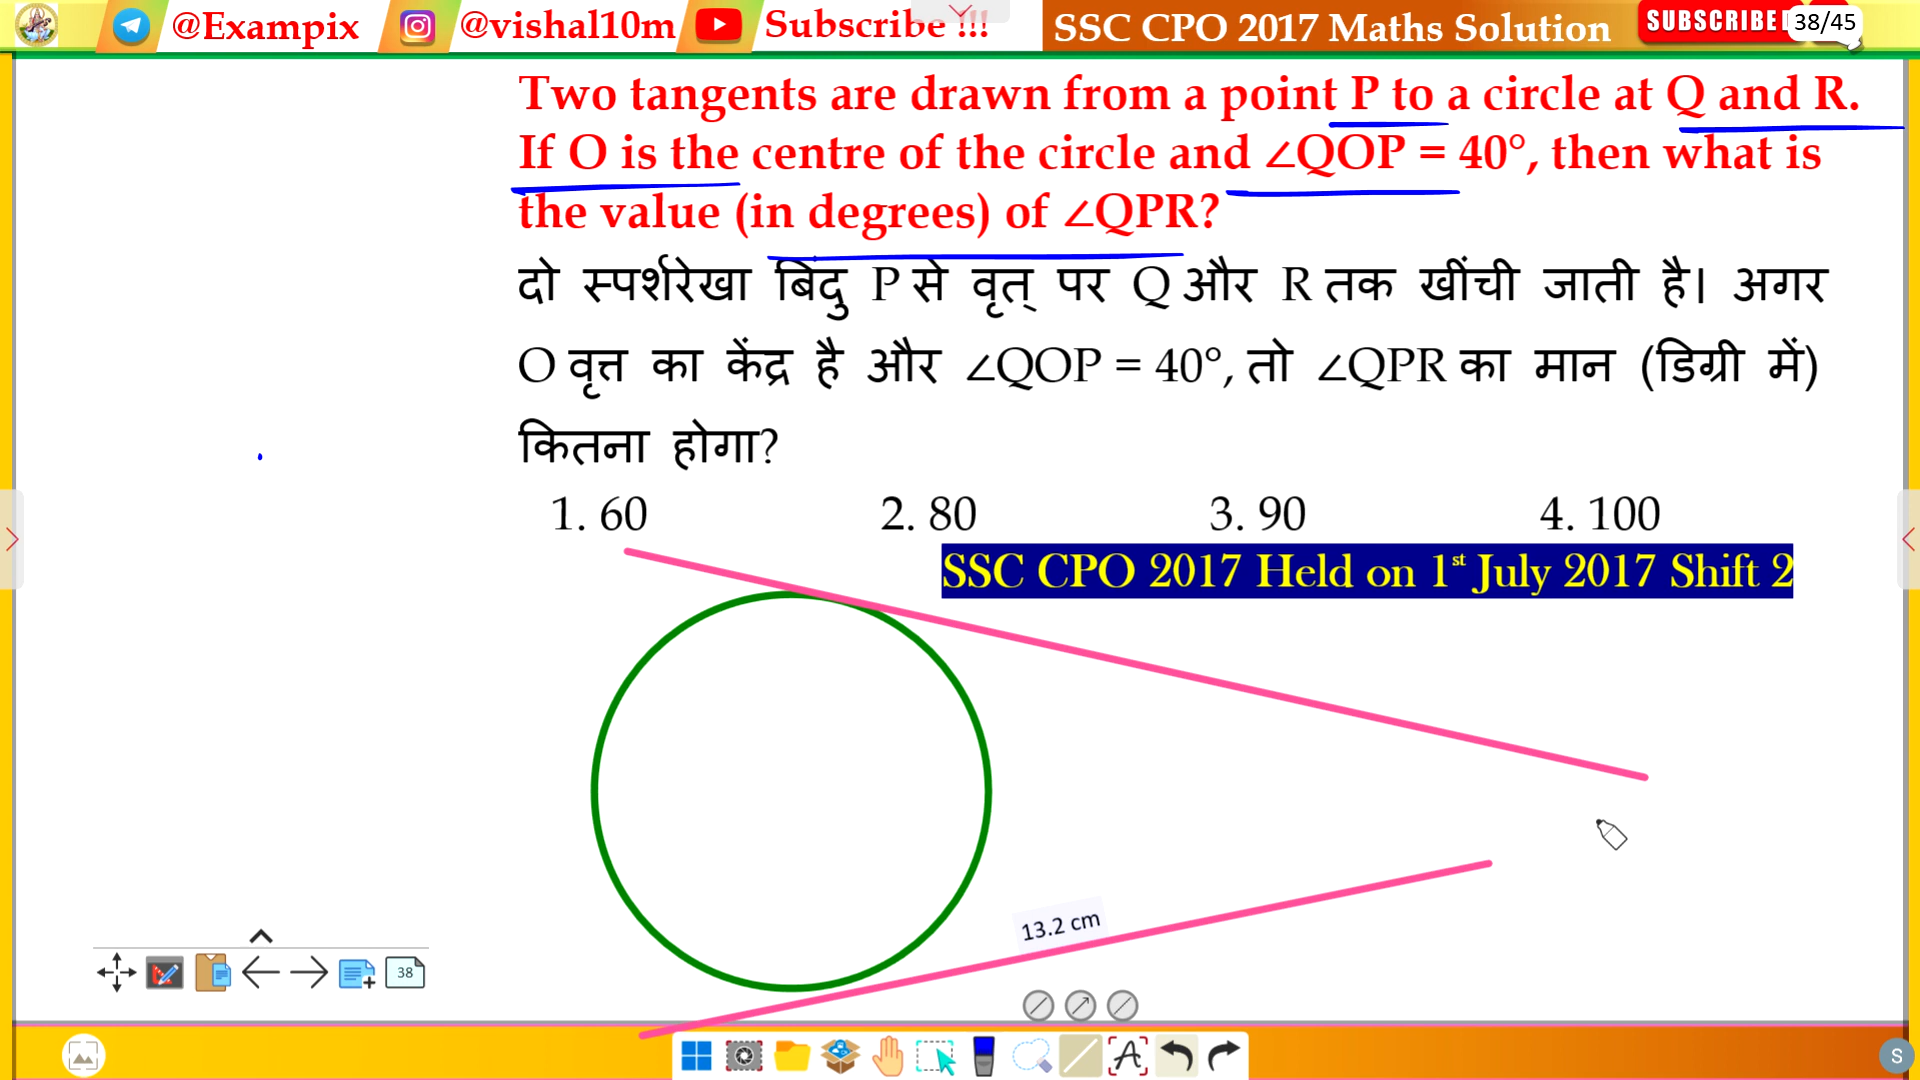 @Exampix @vishal10m Subscribe !!! SSC CPO 2017 Maths Solution SUBSCRIBE 38/45
Two tangents are drawn from a point P to a circle at Q and R.
If O is the centre of the circle and ∠QOP = 40°, then what is
the value (in degrees) of ∠QPR?
दो स्पर्शरेखा बिंदु P से वृत् पर Q और R तक खींची जाती है। अगर
O वृत्त का केंद्र है और ∠QOP = 40°, तो ∠QPR का मान (डिग्री में)
कितना होगा?
1. 60 2. 80 3. 90 4. 100
SSC CPO 2017 Held on 1st July 2017 Shift 2
13.2 cm
38
A
S